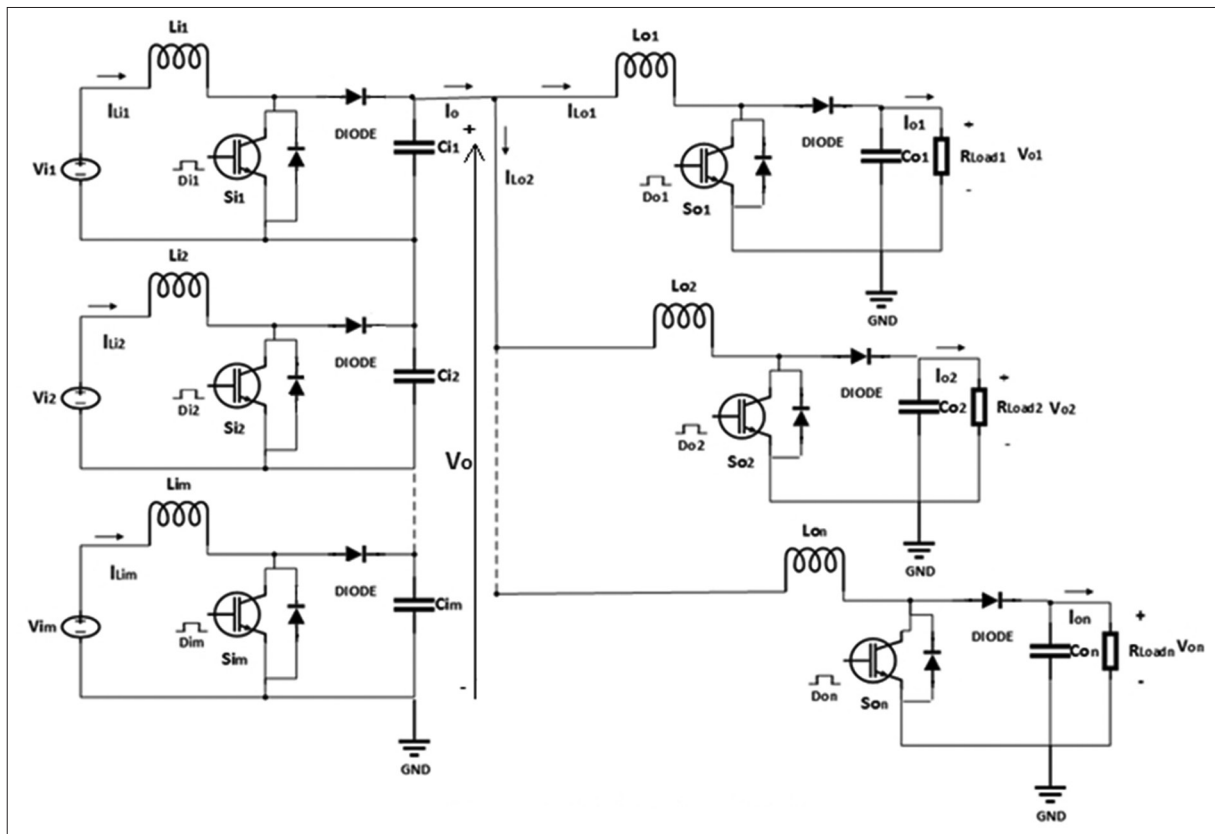 Li1
ILi1
Vi1
Di1
Si1
DIODE
Ci1
Io
+
Li2
ILi2
Vi2
Di2
Si2
DIODE
Ci2
Vo
Lim
ILim
Vim
Dim
Sim
DIODE
Cim
-
GND
Lo1
ILo1
ILo2
Do1
So1
DIODE
Io1
Co1
RLoad1
+
Vo1
-
GND
Lo2
Do2
So2
DIODE
Io2
Co2
RLoad2
+
Vo2
-
GND
Lon
Don
Son
DIODE
Ion
Con
RLoadn
+
Von
-
GND